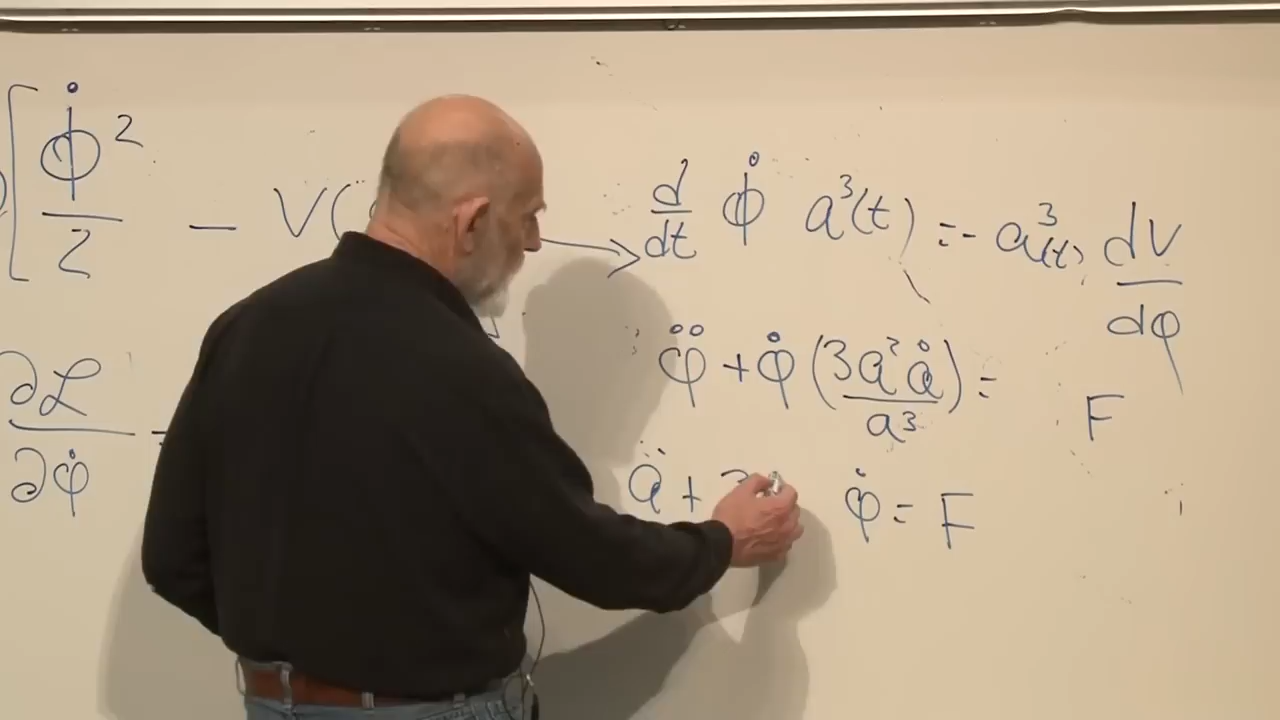 [ φ̇² / 2 − V(
d/dt φ̇ a³(t)) = - a³(t) dV/dφ
φ̈ + φ̇ (3a²ȧ / a³) =
F
∂ℒ / ∂φ̇
ä +
φ̇ = F